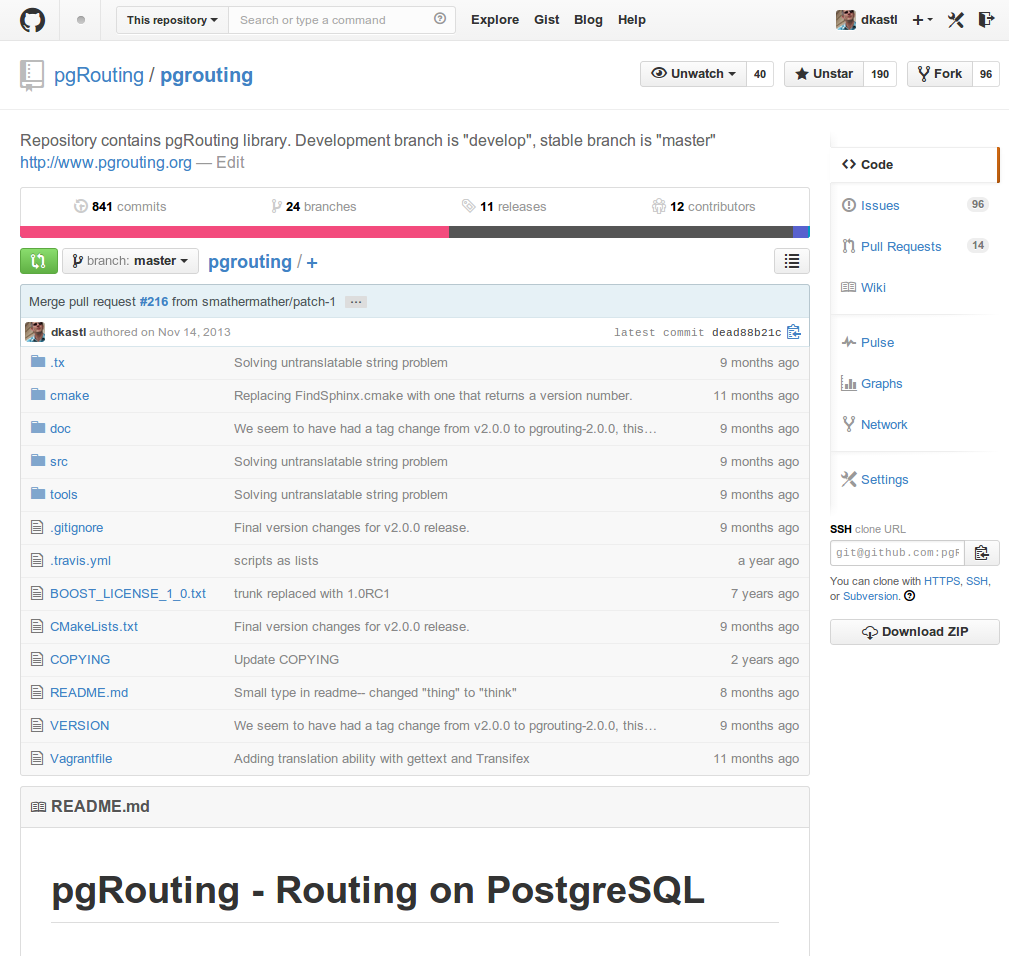 This repository Search or type a command Explore Gist Blog Help dkastl
pgRouting / pgrouting Unwatch 40 Unstar 190 Fork 96
Repository contains pgRouting library. Development branch is "develop", stable branch is "master"
http://www.pgrouting.org — Edit
841 commits 24 branches 11 releases 12 contributors
branch: master pgrouting / +
Merge pull request #216 from smathermather/patch-1 ...
dkastl authored on Nov 14, 2013 latest commit dead88b21c
.tx Solving untranslatable string problem 9 months ago
cmake Replacing FindSphinx.cmake with one that returns a version number. 11 months ago
doc We seem to have had a tag change from v2.0.0 to pgrouting-2.0.0, this… 9 months ago
src Solving untranslatable string problem 9 months ago
tools Solving untranslatable string problem 9 months ago
.gitignore Final version changes for v2.0.0 release. 9 months ago
.travis.yml scripts as lists a year ago
BOOST_LICENSE_1_0.txt trunk replaced with 1.0RC1 7 years ago
CMakeLists.txt Final version changes for v2.0.0 release. 9 months ago
COPYING Update COPYING 2 years ago
README.md Small type in readme-- changed "thing" to "think" 8 months ago
VERSION We seem to have had a tag change from v2.0.0 to pgrouting-2.0.0, this… 9 months ago
Vagrantfile Adding translation ability with gettext and Transifex 11 months ago
README.md
pgRouting - Routing on PostgreSQL
Code
Issues 96
Pull Requests 14
Wiki
Pulse
Graphs
Network
Settings
SSH clone URL
git@github.com:pgR
You can clone with HTTPS, SSH,
or Subversion.
Download ZIP